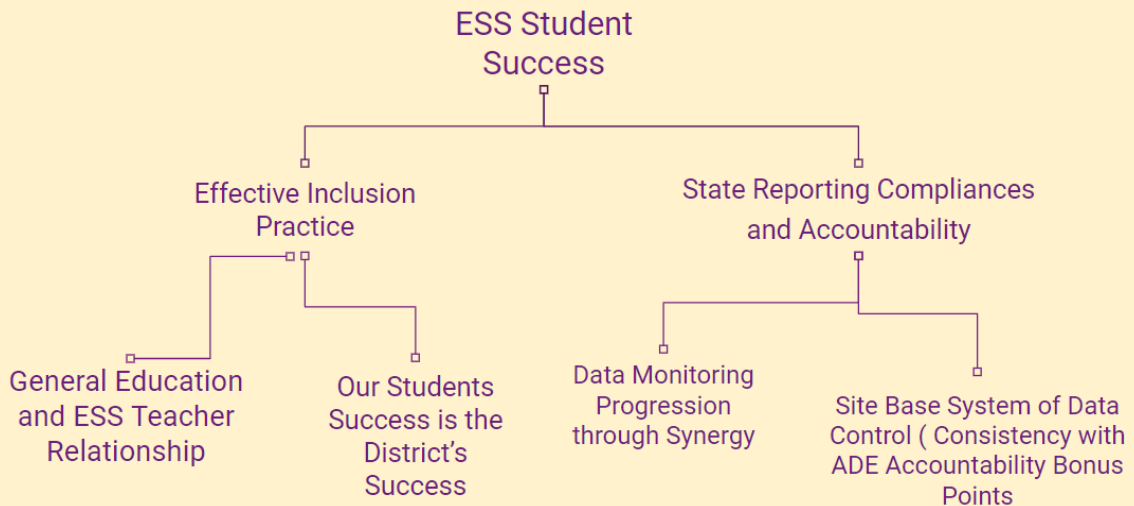 ESS Student
Success
Effective Inclusion
Practice
State Reporting Compliances
and Accountability
General Education
and ESS Teacher
Relationship
Our Students
Success is the
District's
Success
Data Monitoring
Progression
through Synergy
Site Base System of Data
Control ( Consistency with
ADE Accountability Bonus
Points